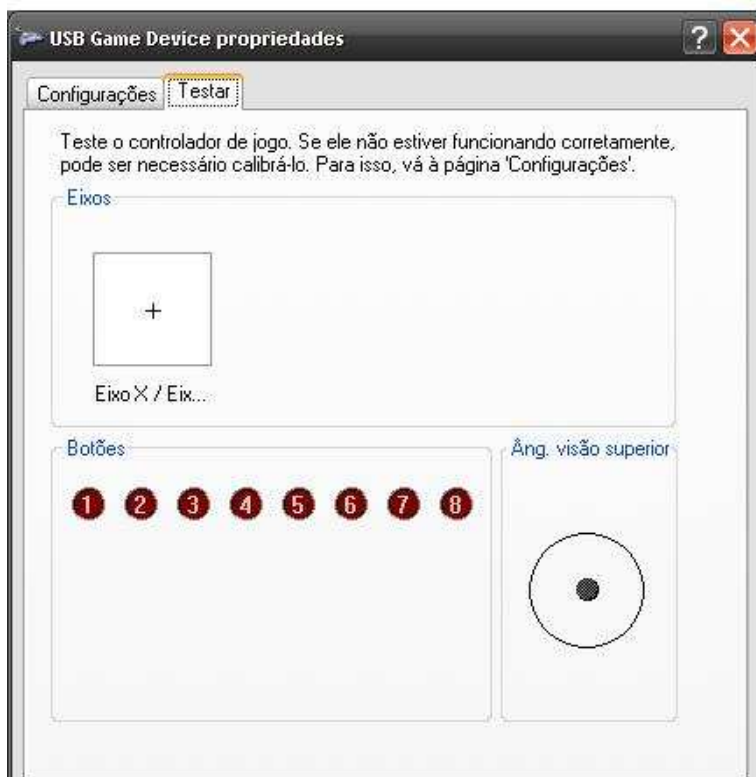 USB Game Device propriedades
Configurações Testar
Teste o controlador de jogo. Se ele não estiver funcionando corretamente,
pode ser necessário calibrá-lo. Para isso, vá à página 'Configurações'.
Eixos
Eixo X / Eix...
Botões
1 2 3 4 5 6 7 8
Âng. visão superior